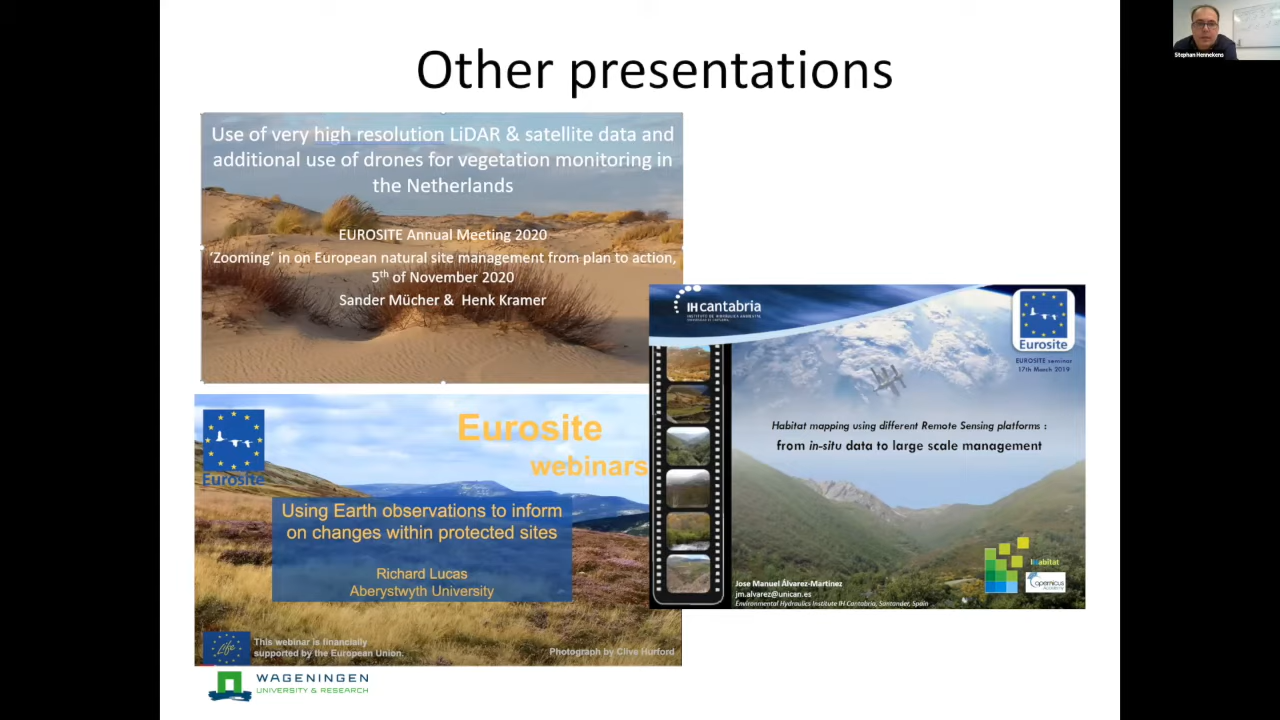 Stephan Hennekens
Other presentations
Use of very high resolution LiDAR & satellite data and
additional use of drones for vegetation monitoring in
the Netherlands
EUROSITE Annual Meeting 2020
‘Zooming’ in on European natural site management from plan to action,
5th of November 2020
Sander Mücher & Henk Kramer
IHcantabria
INSTITUTO DE HIDRÁULICA AMBIENTAL
UNIVERSIDAD DE CANTABRIA
Eurosite
EUROSITE seminar
17th March 2019
Habitat mapping using different Remote Sensing platforms :
from in-situ data to large scale management
Jose Manuel Álvarez-Martínez
jm.alvarez@unican.es
Environmental Hydraulics Institute IH Cantabria, Santander, Spain
opernicus
Eurosite
Eurosite
webinars
Using Earth observations to inform
on changes within protected sites
Richard Lucas
Aberystwyth University
Life
This webinar is financially
supported by the European Union.
Photograph by Clive Hurford
WAGENINGEN
UNIVERSITY & RESEARCH